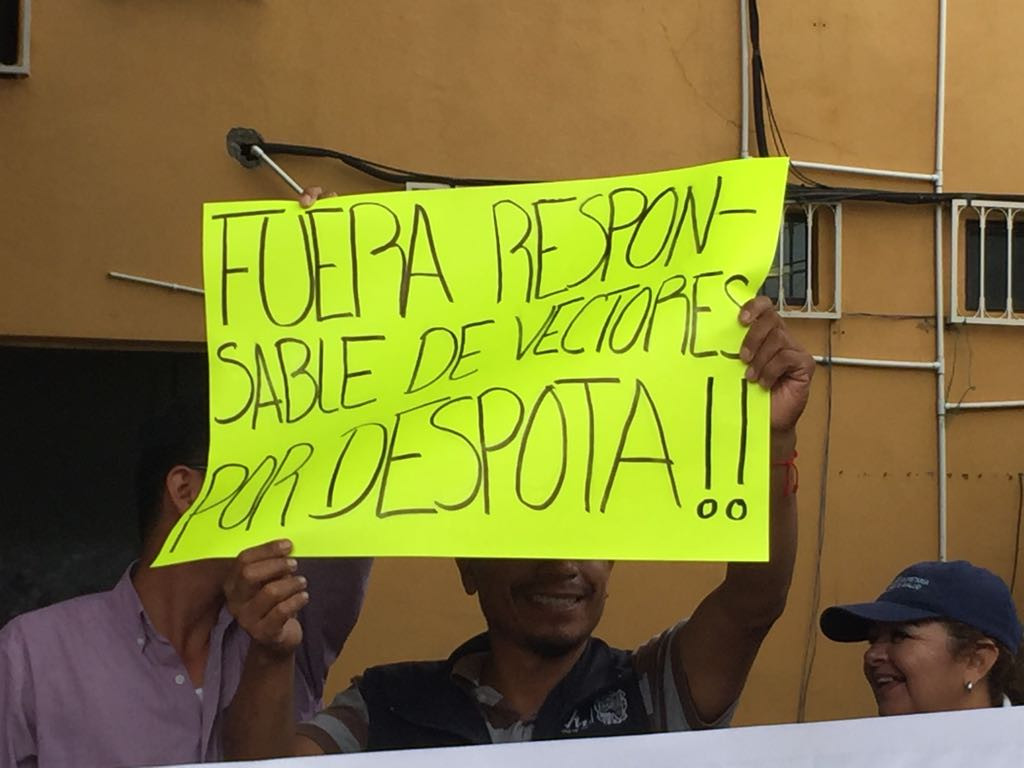 FUERA RESPON-
SABLE DE VECTORES
POR DESPOTA!!